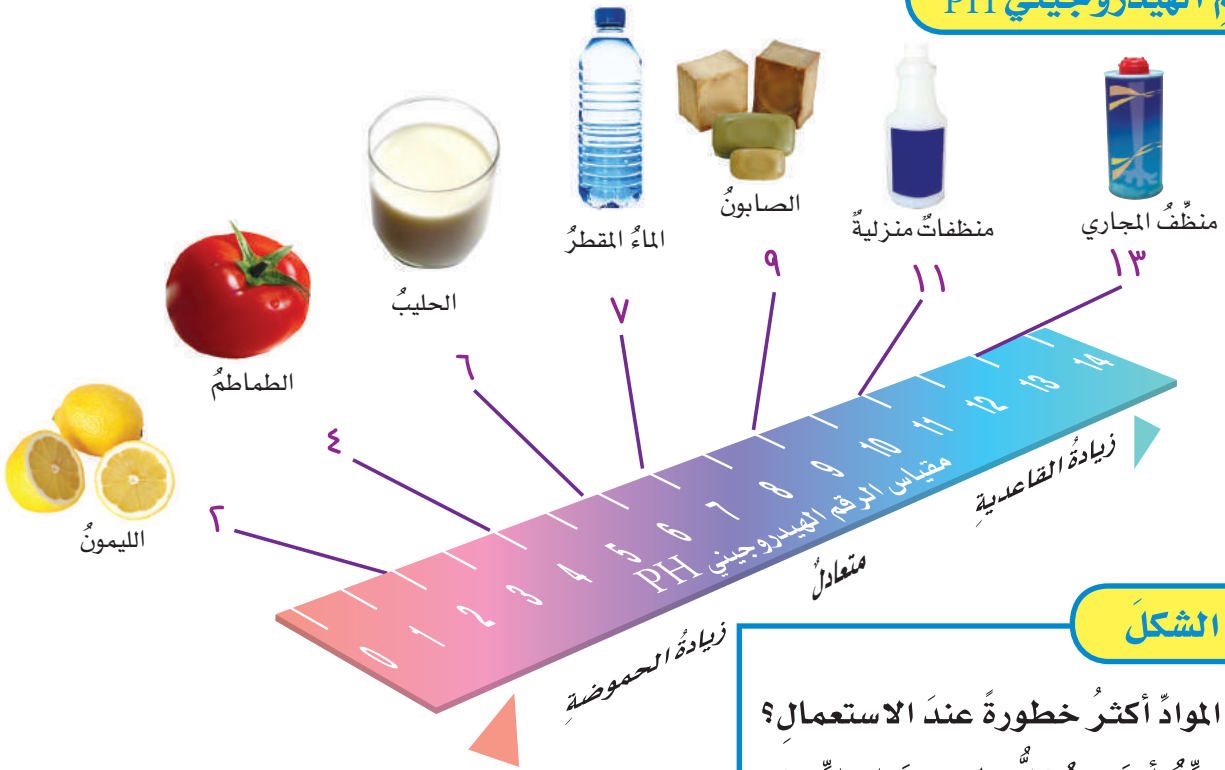 الهيدروجيني PH
منظِّفُ المجاري
منظفاتٌ منزليةٌ
الصابونُ
الماءُ المقطرُ
الحليبُ
الطماطمُ
الليمونُ
١٣
١١
٩
٧
٦
٤
٢
0 1 2 3 4 5 6 7 8 9 10 11 12 13 14
مقياس الرقم الهيدروجيني PH
زيادةُ القاعديةِ
متعادلٌ
زيادةُ الحموضةِ
الشكلَ
الموادِّ أكثرُ خطورةً عندَ الاستعمالِ؟